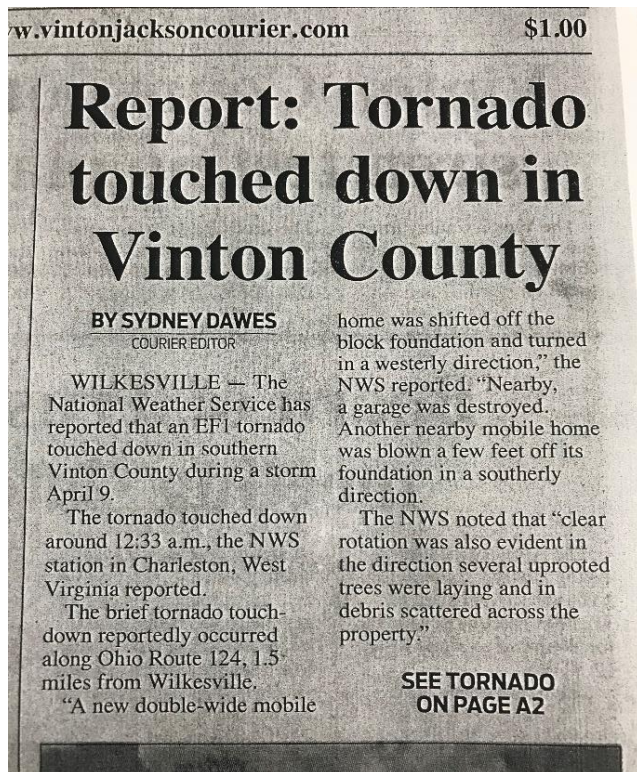 w.vintonjacksoncourier.com $1.00
Report: Tornado
touched down in
Vinton County
BY SYDNEY DAWES
COURIER EDITOR
WILKESVILLE — The
National Weather Service has
reported that an EF1 tornado
touched down in southern
Vinton County during a storm
April 9.
The tornado touched down
around 12:33 a.m., the NWS
station in Charleston, West
Virginia reported.
The brief tornado touch-
down reportedly occurred
along Ohio Route 124, 1.5
miles from Wilkesville.
“A new double-wide mobile
home was shifted off the
block foundation and turned
in a westerly direction,” the
NWS reported. “Nearby,
a garage was destroyed.
Another nearby mobile home
was blown a few feet off its
foundation in a southerly
direction.
The NWS noted that “clear
rotation was also evident in
the direction several uprooted
trees were laying and in
debris scattered across the
property.”
SEE TORNADO
ON PAGE A2